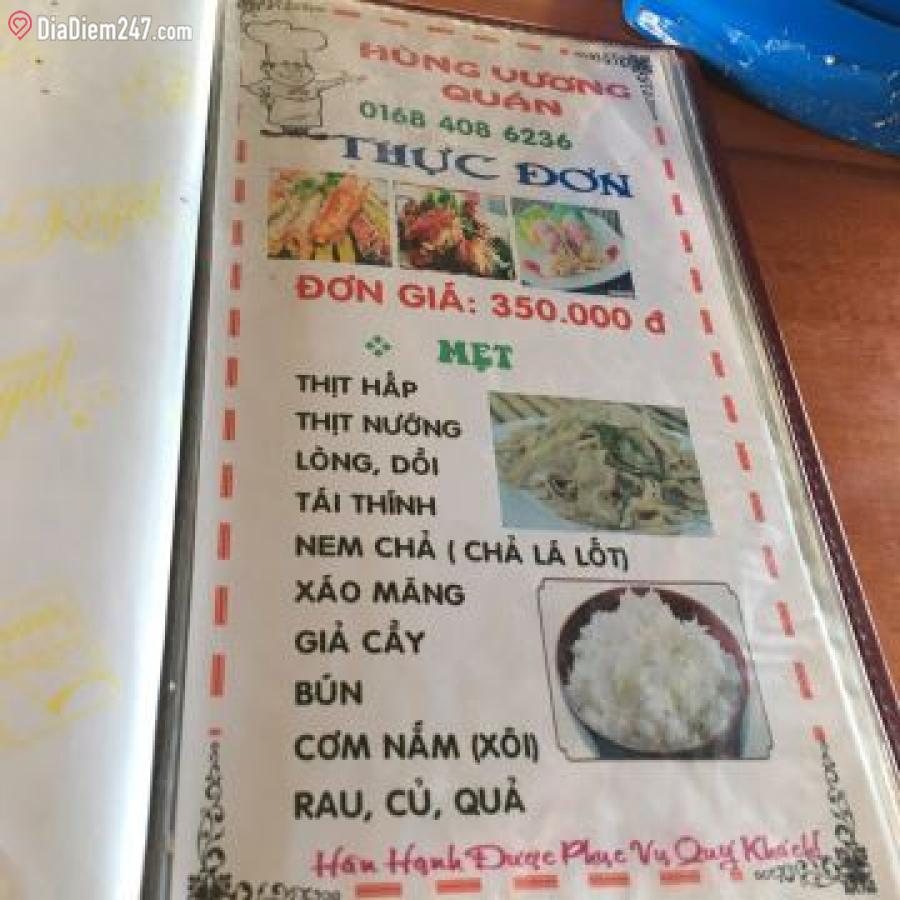 DiaDiem247.com
HÙNG VƯƠNG
QUÁN
0168 408 6236
THỰC ĐƠN
ĐƠN GIÁ: 350.000 đ
MẸT
THỊT HẤP
THỊT NƯỚNG
LÒNG, DỒI
TÁI THÍNH
NEM CHẢ ( CHẢ LÁ LỐT)
XÁO MĂNG
GIẢ CẦY
BÚN
CƠM NẮM (XÔI)
RAU, CỦ, QUẢ
Hân Hạnh Được Phục Vụ Quý Khách!